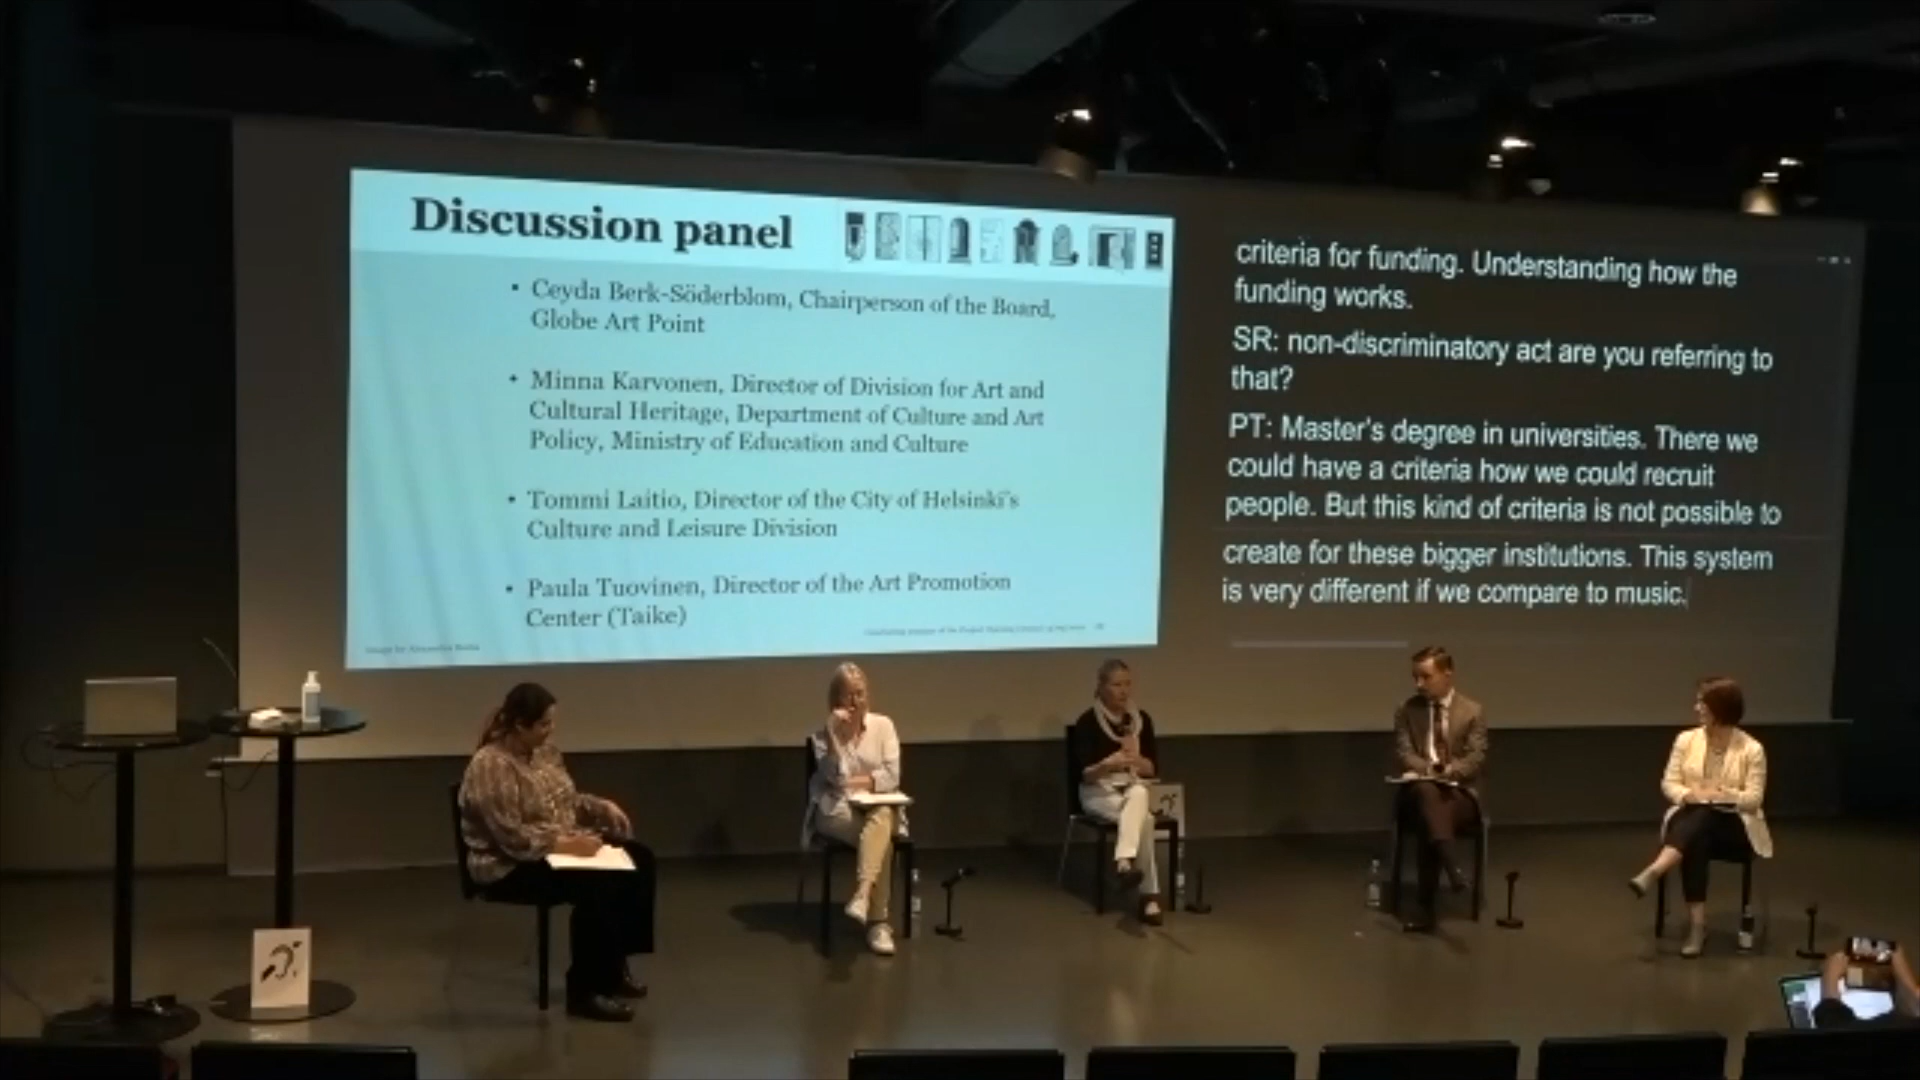 Discussion panel
• Ceyda Berk-Söderblom, Chairperson of the Board,
Globe Art Point
• Minna Karvonen, Director of Division for Art and
Cultural Heritage, Department of Culture and Art
Policy, Ministry of Education and Culture
• Tommi Laitio, Director of the City of Helsinki's
Culture and Leisure Division
• Paula Tuovinen, Director of the Art Promotion
Center (Taike)
criteria for funding. Understanding how the
funding works.
SR: non-discriminatory act are you referring to
that?
PT: Master's degree in universities. There we
could have a criteria how we could recruit
people. But this kind of criteria is not possible to
create for these bigger institutions. This system
is very different if we compare to music.